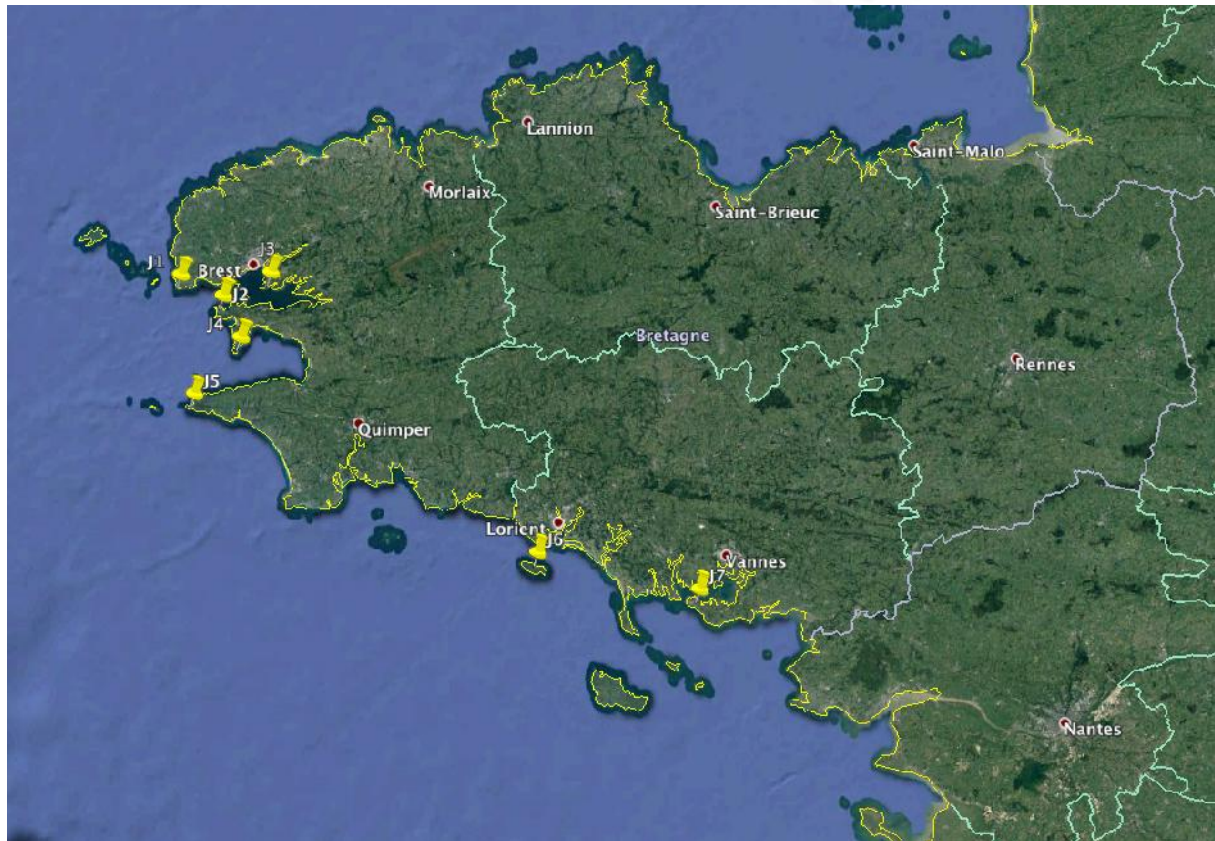 Lannion
Saint-Malo
Morlaix
Saint-Brieuc
J3
J1
Brest
J2
J4
Bretagne
Rennes
J5
Quimper
Lorient
J6
Vannes
J7
Nantes